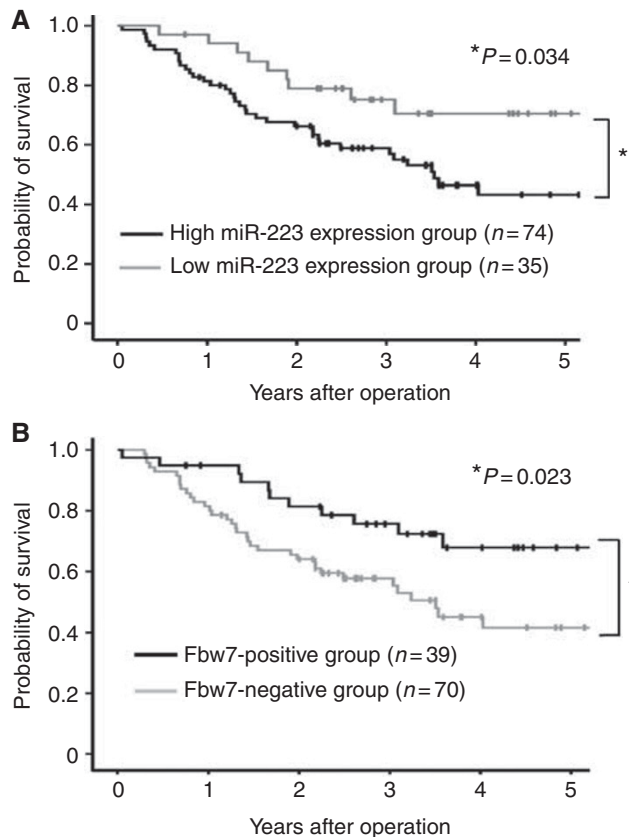 A
1.0
0.8
0.6
0.4
0.2
0
Probability of survival
*P=0.034
*
High miR-223 expression group (n=74)
Low miR-223 expression group (n=35)
0 1 2 3 4 5
Years after operation
B
1.0
0.8
0.6
0.4
0.2
0
Probability of survival
*P=0.023
Fbw7-positive group (n=39)
Fbw7-negative group (n=70)
0 1 2 3 4 5
Years after operation